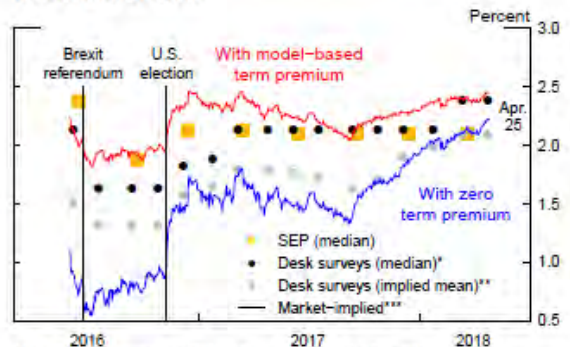 Percent
3.0
Brexit
referendum
U.S.
election
With model-based
term premium
2.5
Apr.
25
2.0
With zero
term premium
1.5
SEP (median)
Desk surveys (median)*
Desk surveys (implied mean)**
Market-implied***
1.0
0.5
2016
2017
2018